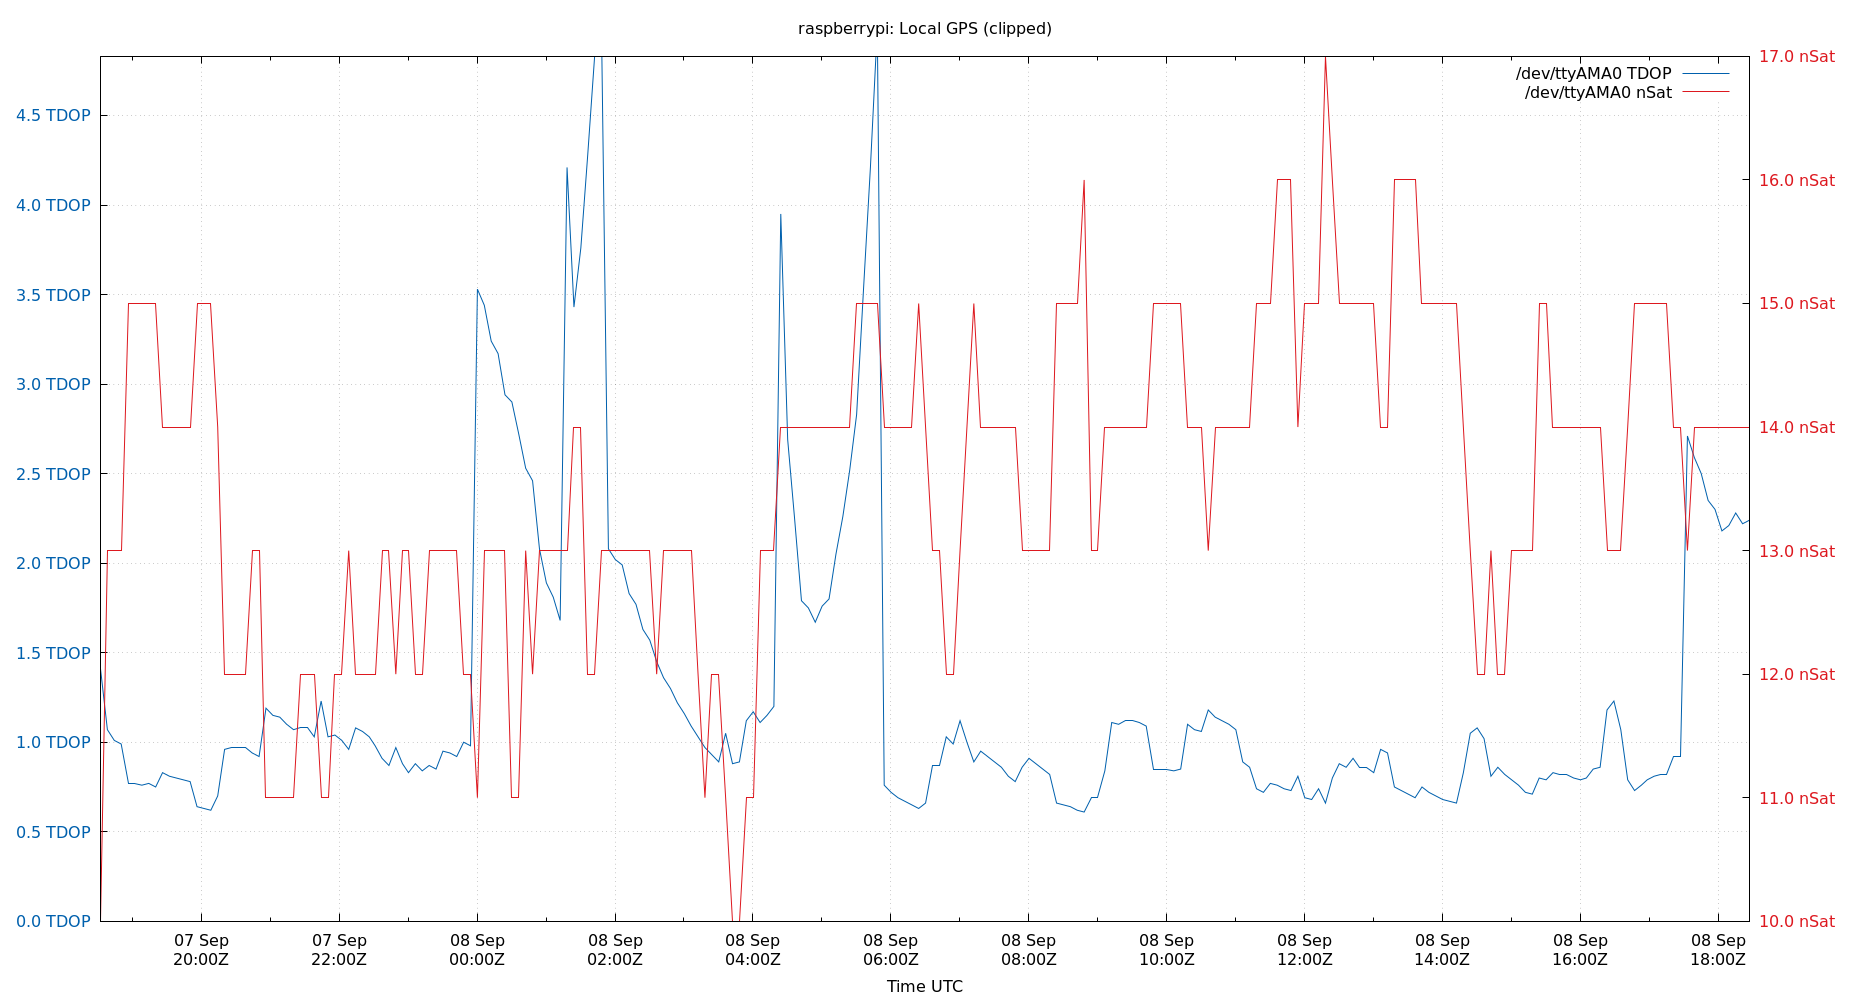 raspberrypi: Local GPS (clipped)
17.0 nSat
/dev/ttyAMA0 TDOP
/dev/ttyAMA0 nSat
4.5 TDOP
16.0 nSat
4.0 TDOP
3.5 TDOP
15.0 nSat
3.0 TDOP
14.0 nSat
2.5 TDOP
13.0 nSat
2.0 TDOP
1.5 TDOP
12.0 nSat
1.0 TDOP
11.0 nSat
0.5 TDOP
0.0 TDOP
10.0 nSat
07 Sep 07 Sep 08 Sep 08 Sep 08 Sep 08 Sep 08 Sep 08 Sep 08 Sep 08 Sep 08 Sep 08 Sep
20:00Z 22:00Z 00:00Z 02:00Z 04:00Z 06:00Z 08:00Z 10:00Z 12:00Z 14:00Z 16:00Z 18:00Z
Time UTC